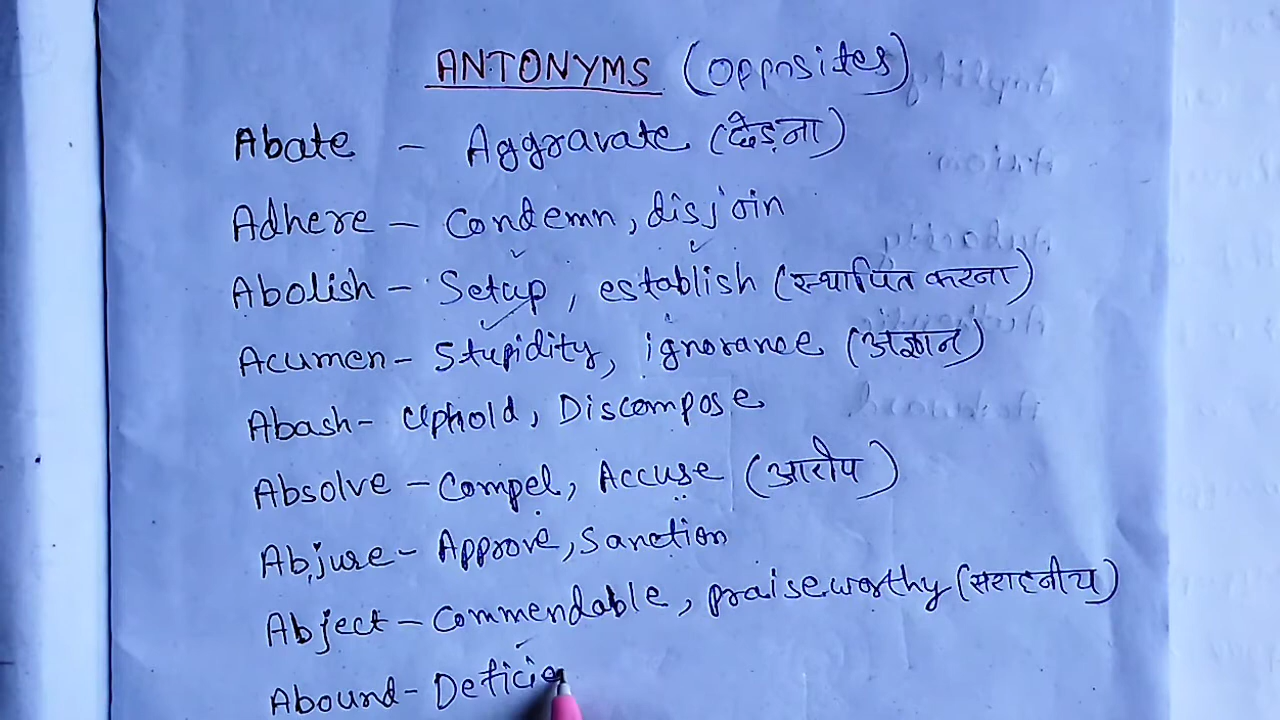 ANTONYMS (Opposites)
Abate - Aggravate (छेड़ना)
Adhere - Condemn, disjoin
Abolish - Setup, establish (स्थापित करना)
Acumen - Stupidity, ignorance (अज्ञान)
Abash - Uphold, Discompose
Absolve - Compel, Accuse (आरोप)
Abjure - Approve, Sanction
Abject - Commendable, praiseworthy (सराहनीय)
Abound - Deficie